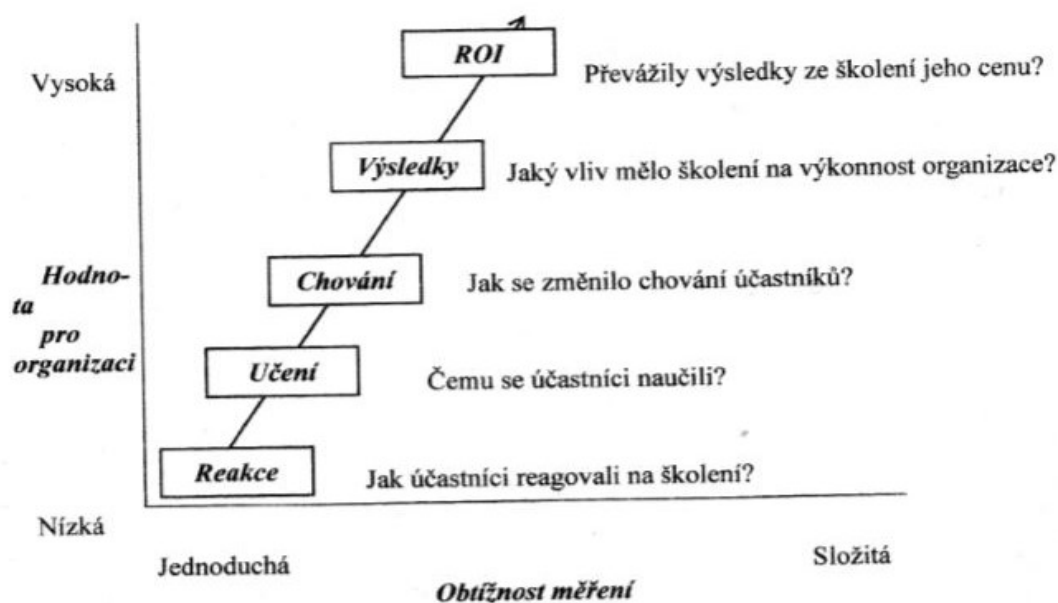 ROI
Vysoká
Převážily výsledky ze školení jeho cenu?
Výsledky
Jaký vliv mělo školení na výkonnost organizace?
Hodno-
ta
pro
organizaci
Chování
Jak se změnilo chování účastníků?
Učení
Čemu se účastníci naučili?
Reakce
Jak účastníci reagovali na školení?
Nízká
Jednoduchá
Složitá
Obtížnost měření